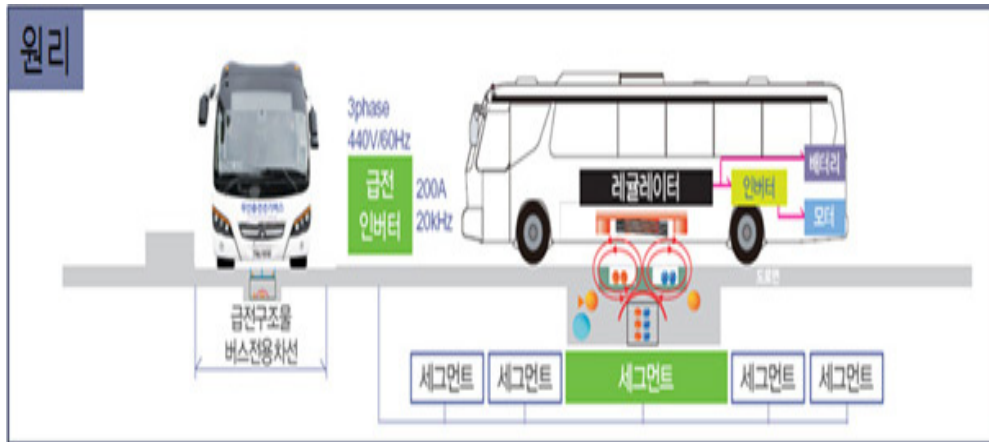 원리
3phase
440V/60Hz
급전
인버터
200A
20kHz
레귤레이터
인버터
배터리
모터
도로면
급전구조물
버스전용차선
세그먼트
세그먼트
세그먼트
세그먼트
세그먼트